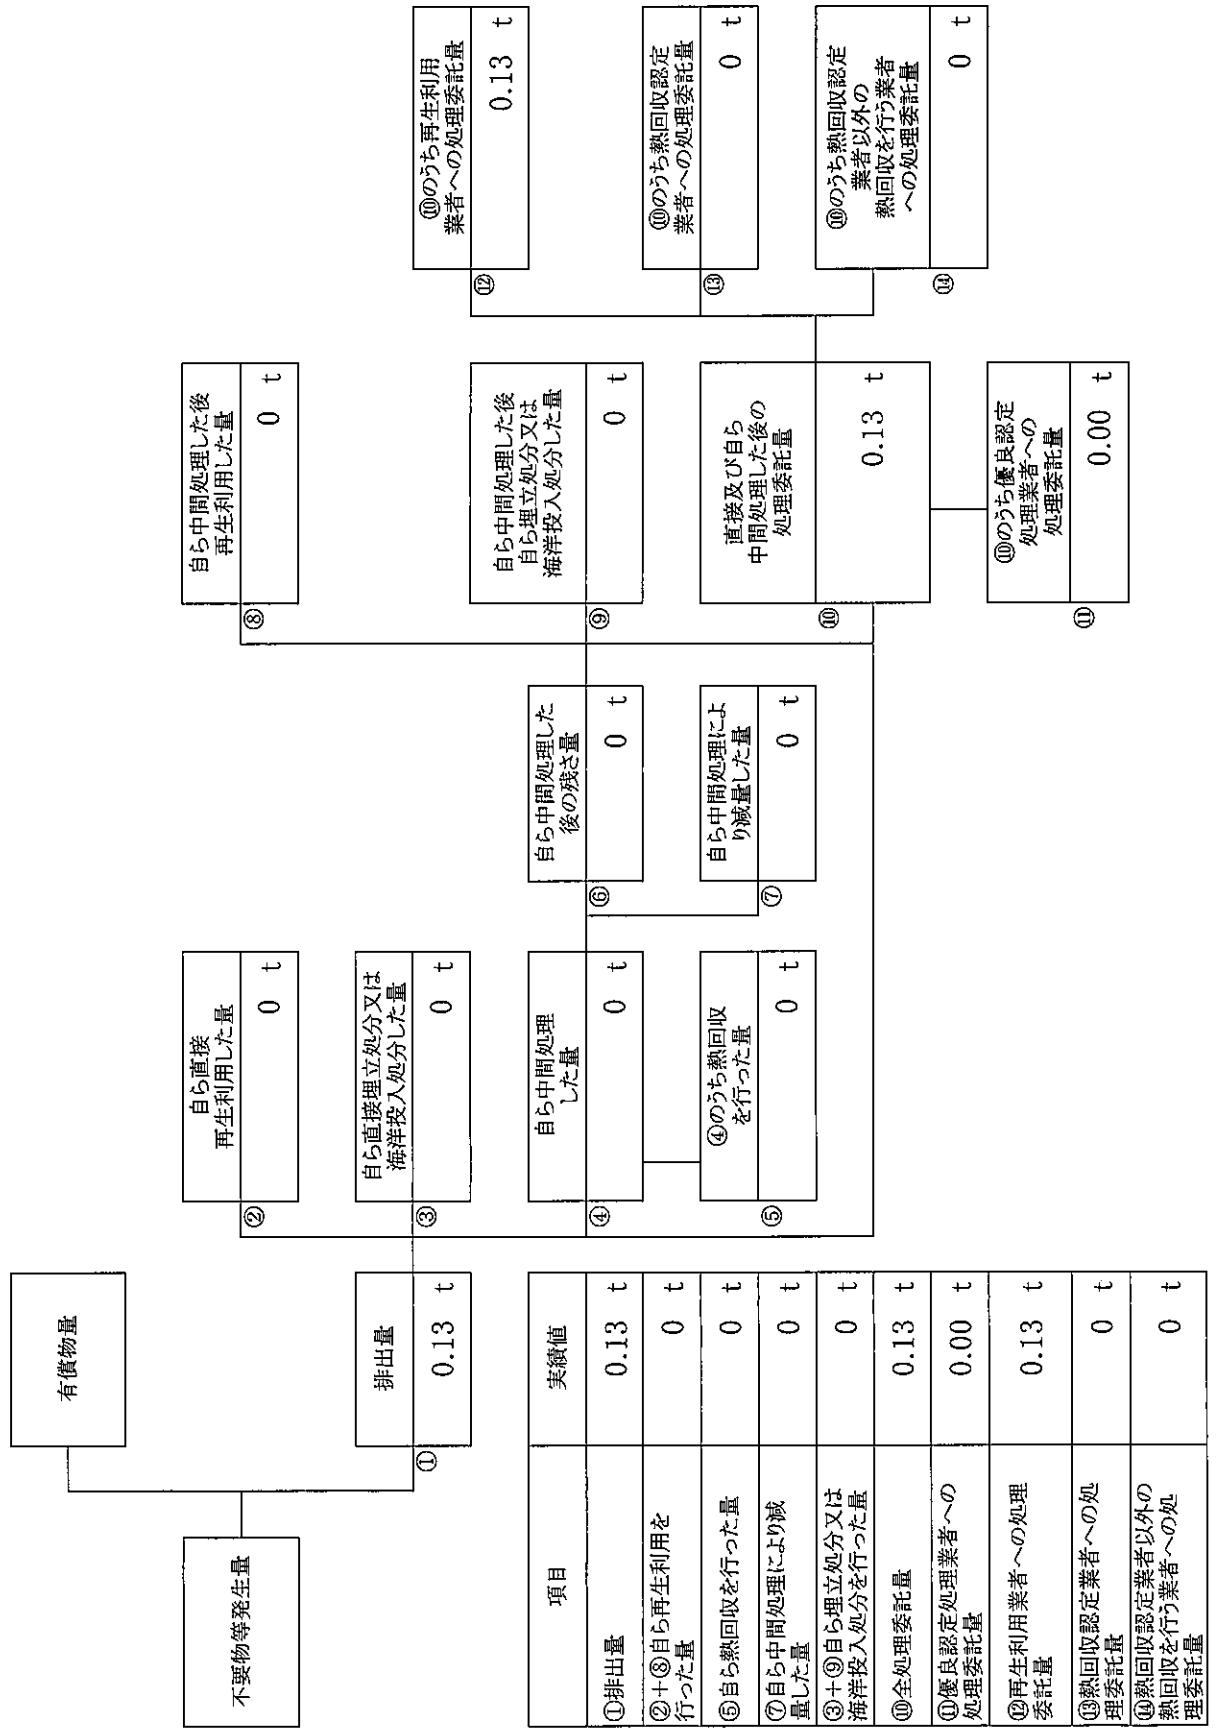 不要物等発生量
有償物量
①
排出量
0.13 t
②
自ら直接
再生利用した量
0 t
③
自ら直接埋立処分又は
海洋投入処分した量
0 t
④
自ら中間処理
した量
0 t
⑤
④のうち熱回収
を行った量
0 t
⑥
自ら中間処理した
後の残さ量
0 t
⑦
自ら中間処理によ
り減量した量
0 t
⑧
自ら中間処理した後
再生利用した量
0 t
⑨
自ら中間処理した後
自ら埋立処分又は
海洋投入処分した量
0 t
⑩
直接及び自ら
中間処理した後の
処理委託量
0.13 t
⑪
⑩のうち優良認定
処理業者への
処理委託量
0.00 t
⑫
⑩のうち再生利用
業者への処理委託量
0.13 t
⑬
⑩のうち熱回収認定
業者への処理委託量
0 t
⑭
⑩のうち熱回収認定
業者以外の
熱回収を行う業者
への処理委託量
0 t
項目 実績値
①排出量 0.13 t
②+⑧自ら再生利用を
行った量 0 t
⑤自ら熱回収を行った量 0 t
⑦自ら中間処理により減
量した量 0 t
③+⑨自ら埋立処分又は
海洋投入処分を行った量 0 t
⑩全処理委託量 0.13 t
⑪優良認定処理業者への
処理委託量 0.00 t
⑫再生利用業者への処理
委託量 0.13 t
⑬熱回収認定業者への処
理委託量 0 t
⑭熱回収認定業者以外の
熱回収を行う業者への処
理委託量 0 t